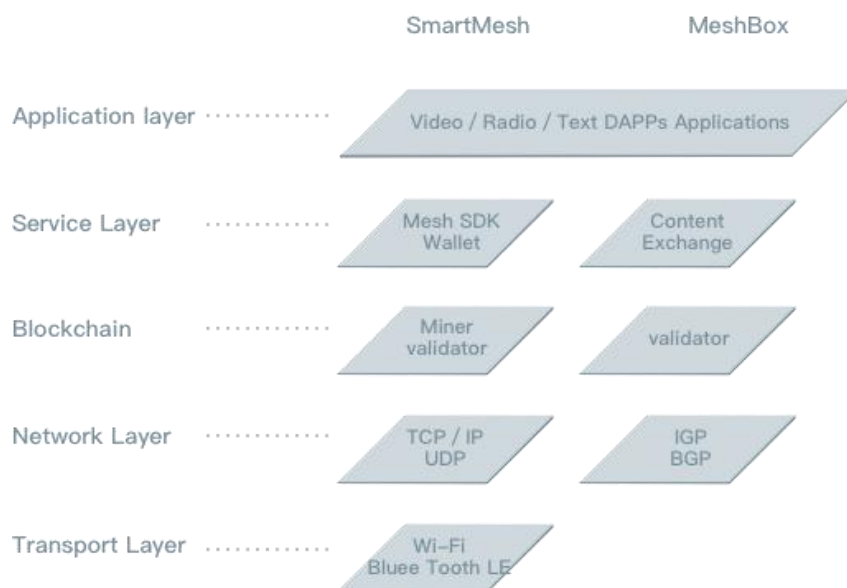 SmartMesh MeshBox
Application layer
Video / Radio / Text DAPPs Applications
Service Layer
Mesh SDK
Wallet
Content
Exchange
Blockchain
Miner
validator
validator
Network Layer
TCP / IP
UDP
IGP
BGP
Transport Layer
Wi-Fi
Bluee Tooth LE